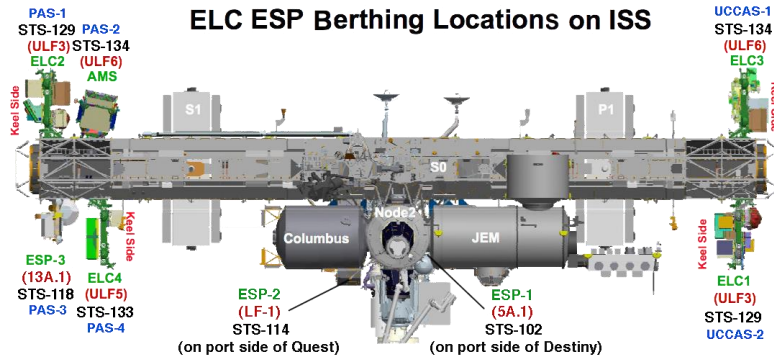 ELC ESP Berthing Locations on ISS
PAS-1
STS-129
(ULF3)
ELC2
PAS-2
STS-134
(ULF6)
AMS
UCCAS-1
STS-134
(ULF6)
ELC3
Keel Side
S1
P1
S0
Node2
Columbus
JEM
Keel Side
Keel Side
ESP-3
(13A.1)
STS-118
PAS-3
ELC4
(ULF5)
STS-133
PAS-4
ESP-2
(LF-1)
STS-114
(on port side of Quest)
ESP-1
(5A.1)
STS-102
(on port side of Destiny)
ELC1
(ULF3)
STS-129
UCCAS-2